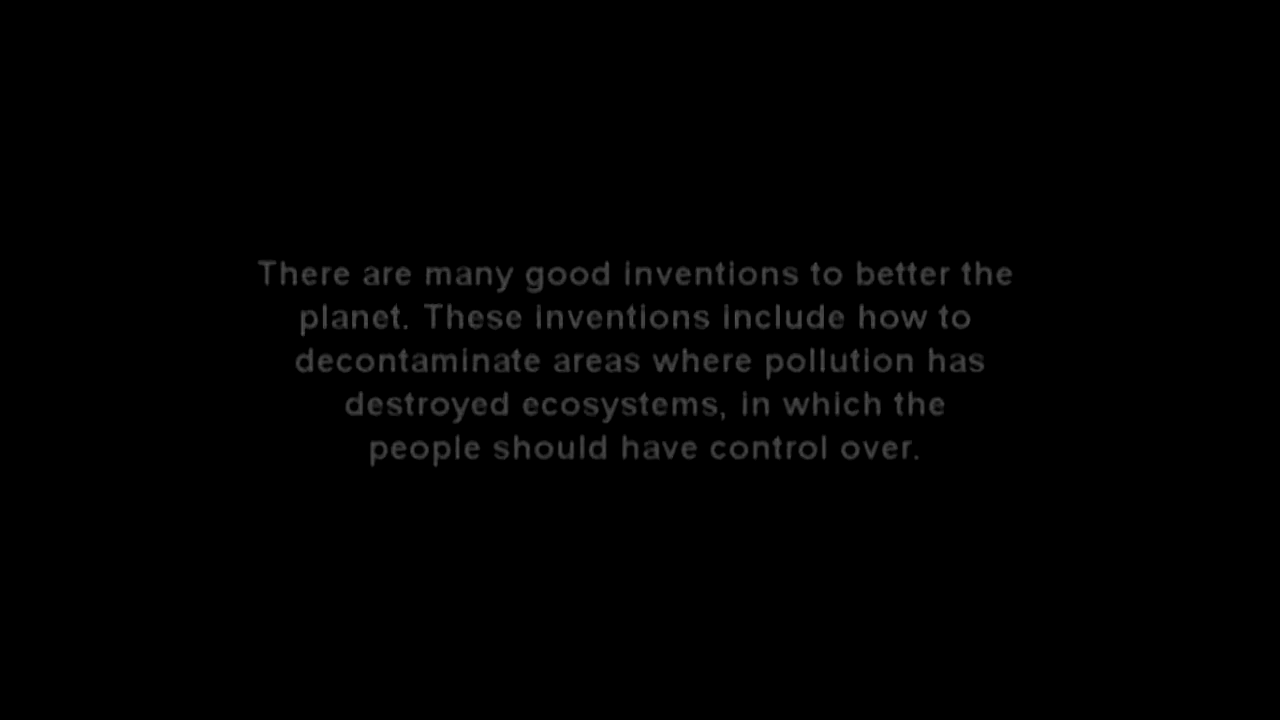 There are many good inventions to better the
planet. These inventions include how to
decontaminate areas where pollution has
destroyed ecosystems, in which the
people should have control over.